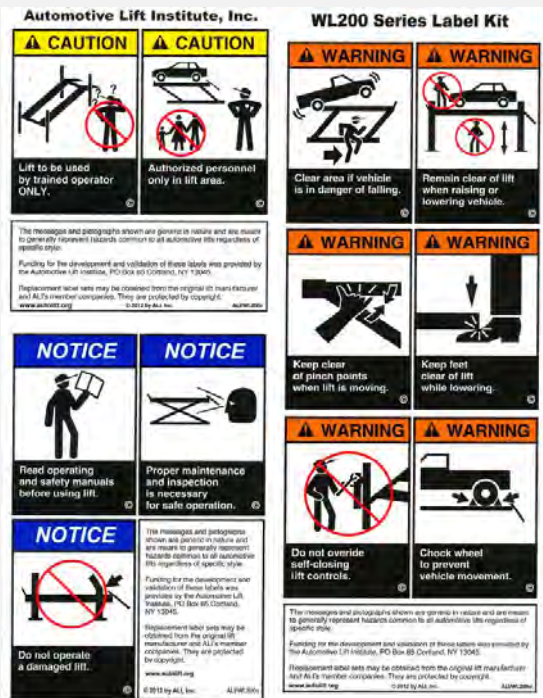 Automotive Lift Institute, Inc.
CAUTION
Lift to be used
by trained operator
ONLY.
©
CAUTION
Authorized personnel
only in lift area.
©
The messages and pictographs shown are generic in nature and are meant
to generally represent hazards common to all automotive lifts regardless of
specific style.
Funding for the development and validation of these labels was provided by
the Automotive Lift Institute, PO Box 85 Cortland, NY 13045.
Replacement label sets may be obtained from the original lift manufacturer
and ALI's member companies. They are protected by copyright.
www.autolift.org
© 2012 by ALI, Inc.
NOTICE
Read operating
and safety manuals
before using lift.
©
NOTICE
Proper maintenance
and inspection
is necessary
for safe operation.
©
NOTICE
Do not operate
a damaged lift.
©
The messages and pictographs
shown are generic in nature and
are meant to generally represent
hazards common to all automotive
lifts regardless of specific style.
Funding for the development and
validation of these labels was
provided by the Automotive Lift
Institute, PO Box 85 Cortland,
NY 13045.
Replacement label sets may be
obtained from the original lift
manufacturer and ALI's member
companies. They are protected
by copyright.
www.autolift.org
© 2012 by ALI, Inc.
WL200 Series Label Kit
WARNING
Clear area if vehicle
is in danger of falling.
©
WARNING
Remain clear of lift
when raising or
lowering vehicle.
©
WARNING
Keep clear
of pinch points
when lift is moving.
©
WARNING
Keep feet
clear of lift
while lowering.
©
WARNING
Do not overide
self-closing
lift controls.
©
WARNING
Chock wheel
to prevent
vehicle movement.
©
The messages and pictographs shown are generic in nature and are meant
to generally represent hazards common to all automotive lifts regardless of
specific style.
Funding for the development and validation of these labels was provided by
the Automotive Lift Institute, PO Box 85 Cortland, NY 13045.
Replacement label sets may be obtained from the original lift manufacturer
and ALI's member companies. They are protected by copyright.
www.autolift.org
© 2012 by ALI, Inc.